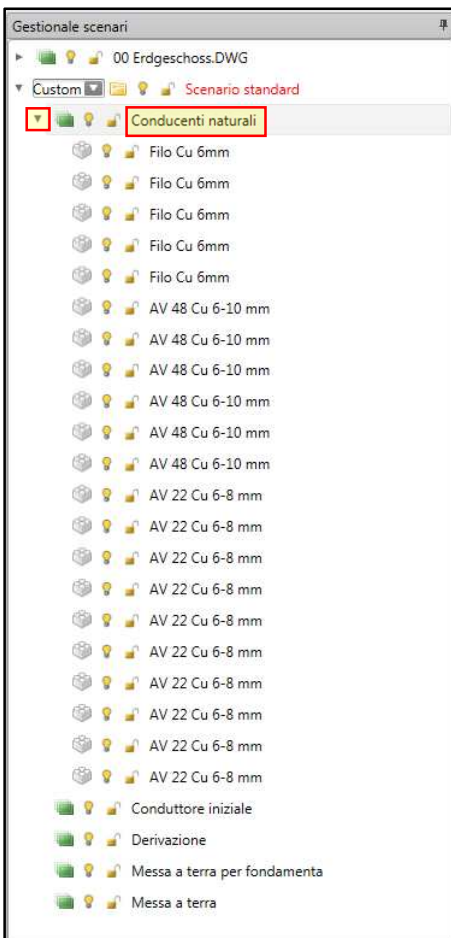 Gestionale scenari
00 Erdgeschoss.DWG
Custom Scenario standard
Conducenti naturali
Filo Cu 6mm
Filo Cu 6mm
Filo Cu 6mm
Filo Cu 6mm
Filo Cu 6mm
AV 48 Cu 6-10 mm
AV 48 Cu 6-10 mm
AV 48 Cu 6-10 mm
AV 48 Cu 6-10 mm
AV 48 Cu 6-10 mm
AV 48 Cu 6-10 mm
AV 22 Cu 6-8 mm
AV 22 Cu 6-8 mm
AV 22 Cu 6-8 mm
AV 22 Cu 6-8 mm
AV 22 Cu 6-8 mm
AV 22 Cu 6-8 mm
AV 22 Cu 6-8 mm
AV 22 Cu 6-8 mm
AV 22 Cu 6-8 mm
AV 22 Cu 6-8 mm
Conduttore iniziale
Derivazione
Messa a terra per fondamenta
Messa a terra